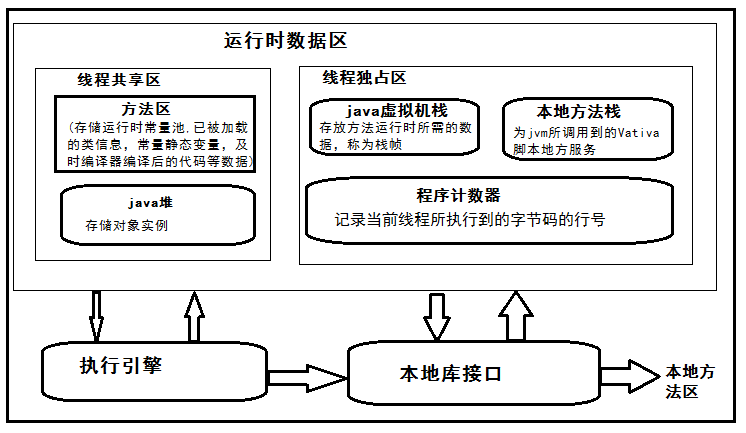 运行时数据区
线程共享区
方法区
(存储运行时常量池.已被加载
的类信息，常量静态变量，及
时编译器编译后的代码等数据)
java堆
存储对象实例
线程独占区
java虚拟机栈
存放方法运行时所需的数
据，称为栈帧
本地方法栈
为jvm所调用到的Vativa
脚本地方服务
程序计数器
记录当前线程所执行到的字节码的行号
执行引擎
本地库接口
本地方
法区